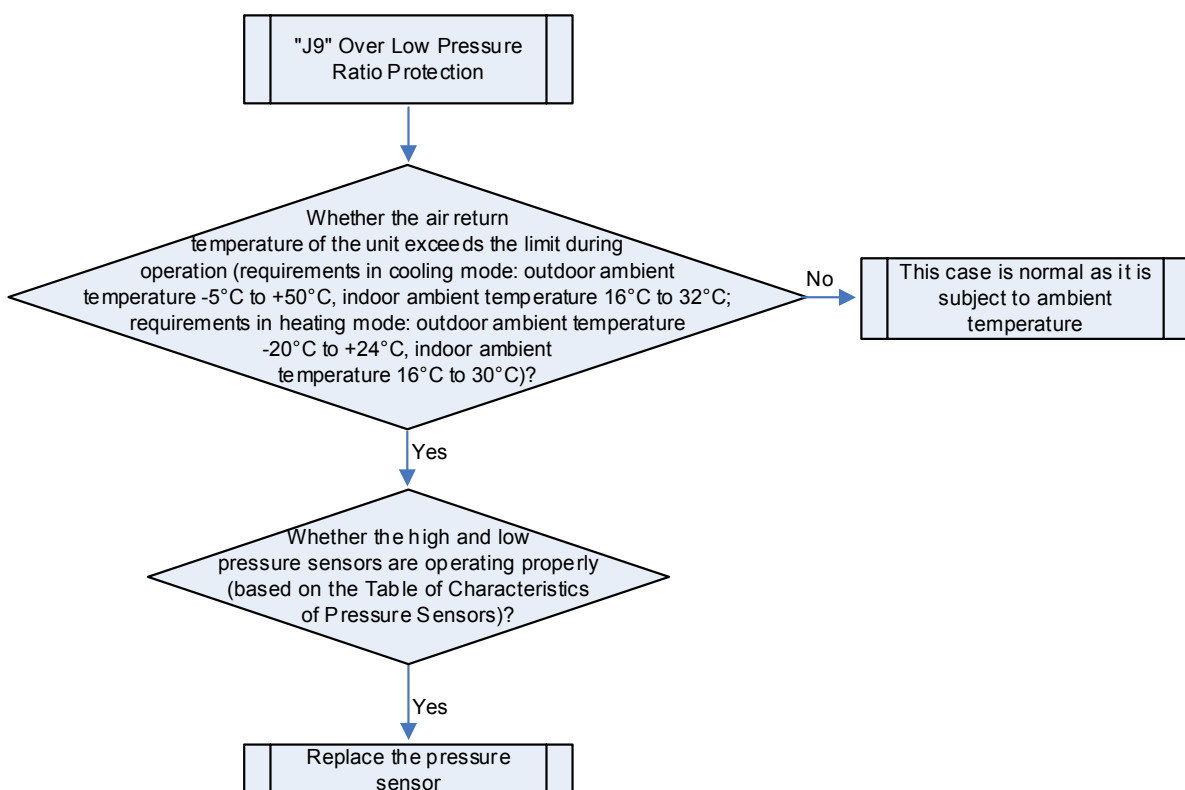 "J9" Over Low Pressure
Ratio Protection
Whether the air return
temperature of the unit exceeds the limit during
operation (requirements in cooling mode: outdoor ambient
temperature -5°C to +50°C, indoor ambient temperature 16°C to 32°C;
requirements in heating mode: outdoor ambient temperature
-20°C to +24°C, indoor ambient
temperature 16°C to 30°C)?
No
This case is normal as it is
subject to ambient
temperature
Yes
Whether the high and low
pressure sensors are operating properly
(based on the Table of Characteristics
of Pressure Sensors)?
Yes
Replace the pressure
sensor